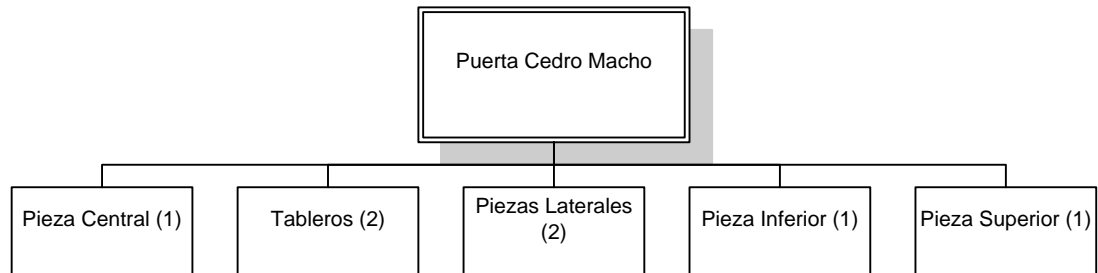 Puerta Cedro Macho
Pieza Central (1)
Tableros (2)
Piezas Laterales
(2)
Pieza Inferior (1)
Pieza Superior (1)